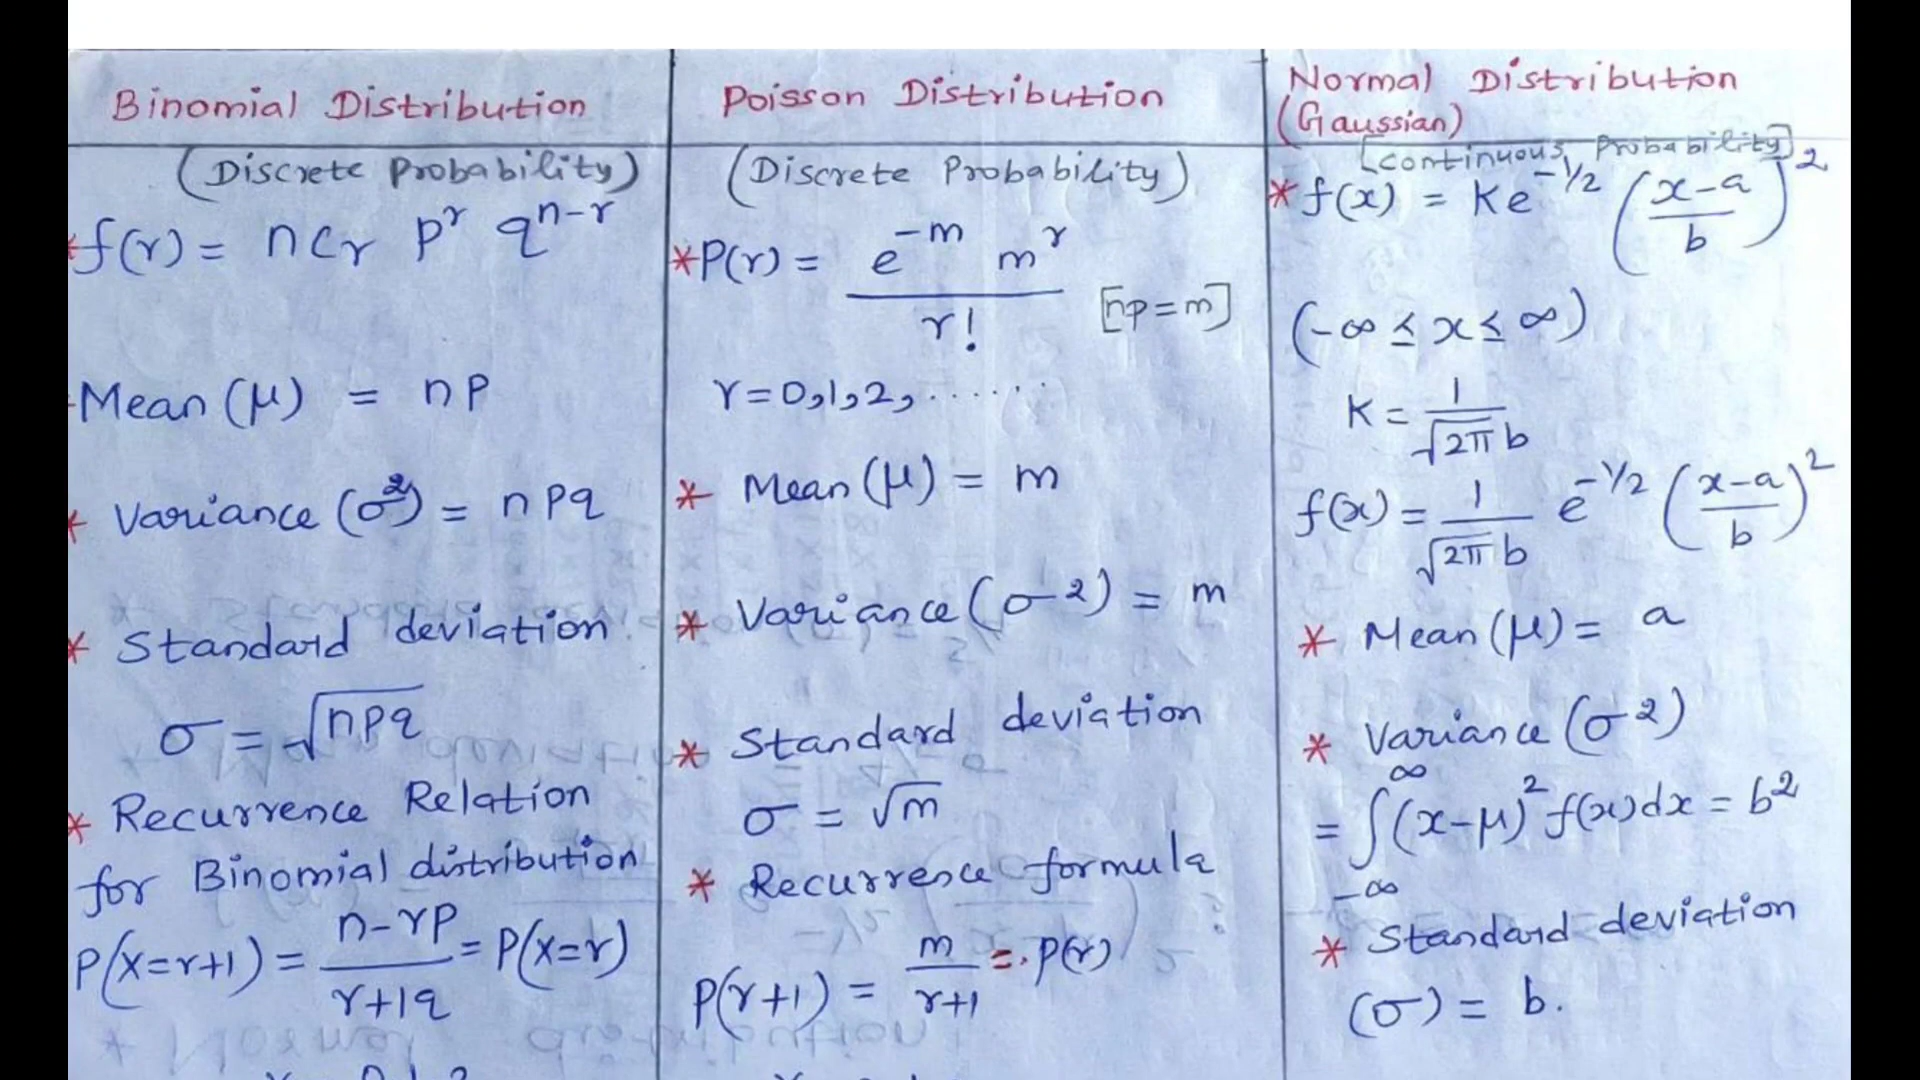 Binomial Distribution
(Discrete Probability)
*f(r) = nCr p^r q^(n-r)
Mean (μ) = np
* Variance (σ²) = npq
* Standard deviation
σ = √npq
* Recurrence Relation
for Binomial distribution
P(x=r+1) = n-rp / r+1q = P(x=r)
Poisson Distribution
(Discrete Probability)
*P(r) = e^(-m) m^r / r! [np=m]
r=0,1,2,.....
* Mean (μ) = m
* Variance (σ²) = m
* Standard deviation
σ = √m
* Recurrence formula
P(r+1) = m / r+1 = . P(r)
Normal Distribution
(Gaussian)
[continuous Probability]
*f(x) = Ke^(-1/2) ((x-a)/b)²
(-∞ ≤ x ≤ ∞)
K = 1 / √2π b
f(x) = 1 / √2π b e^(-1/2) ((x-a)/b)²
* Mean (μ) = a
* Variance (σ²)
= ∫_{-∞}^{∞} (x-μ)² f(x) dx = b²
* Standard deviation
(σ) = b.